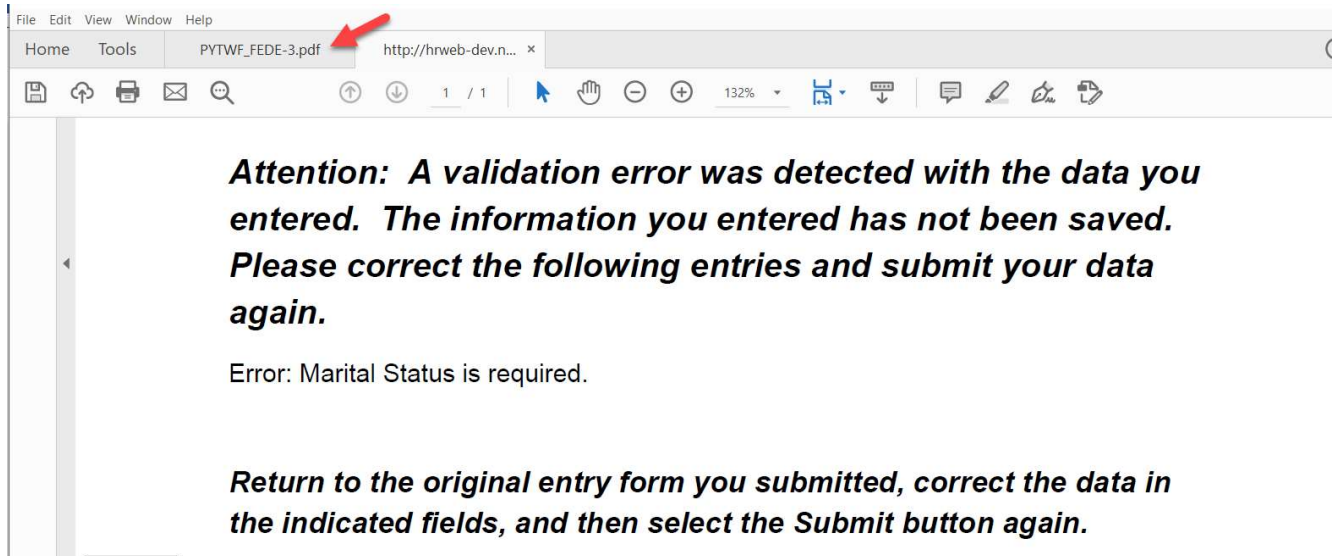 File Edit View Window Help
Home Tools PYTWF_FEDE-3.pdf http://hrweb-dev.n... ×
1 / 1 132%
Attention: A validation error was detected with the data you
entered. The information you entered has not been saved.
Please correct the following entries and submit your data
again.
Error: Marital Status is required.
Return to the original entry form you submitted, correct the data in
the indicated fields, and then select the Submit button again.